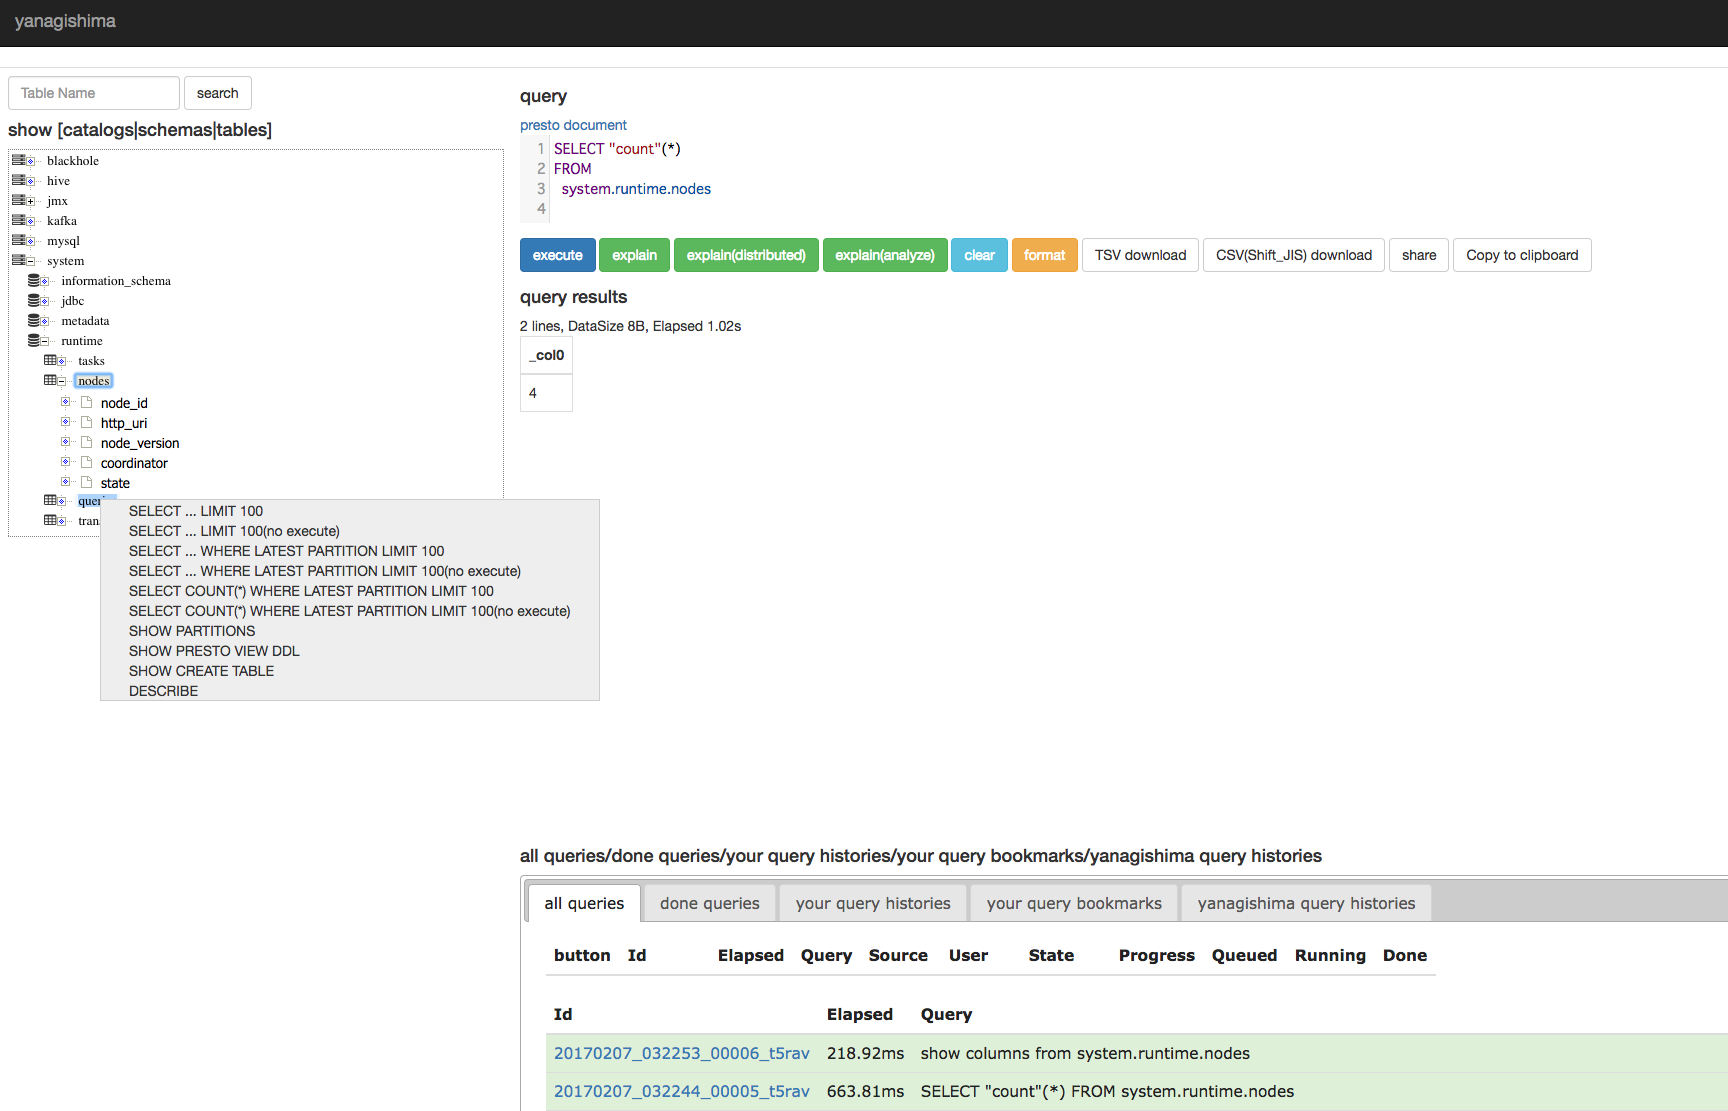 yanagishima
Table Name
search
show [catalogs|schemas|tables]
blackhole
hive
jmx
kafka
mysql
system
information_schema
jdbc
metadata
runtime
tasks
nodes
node_id
http_uri
node_version
coordinator
state
SELECT ... LIMIT 100
SELECT ... LIMIT 100(no execute)
SELECT ... WHERE LATEST PARTITION LIMIT 100
SELECT ... WHERE LATEST PARTITION LIMIT 100(no execute)
SELECT COUNT(*) WHERE LATEST PARTITION LIMIT 100
SELECT COUNT(*) WHERE LATEST PARTITION LIMIT 100(no execute)
SHOW PARTITIONS
SHOW PRESTO VIEW DDL
SHOW CREATE TABLE
DESCRIBE
query
presto document
1 SELECT "count"(*)
2 FROM
3 system.runtime.nodes
4
execute explain explain(distributed) explain(analyze) clear format TSV download CSV(Shift_JIS) download share Copy to clipboard
query results
2 lines, DataSize 8B, Elapsed 1.02s
_col0
4
all queries/done queries/your query histories/your query bookmarks/yanagishima query histories
all queries done queries your query histories your query bookmarks yanagishima query histories
button Id Elapsed Query Source User State Progress Queued Running Done
Id Elapsed Query
20170207_032253_00006_t5rav 218.92ms show columns from system.runtime.nodes
20170207_032244_00005_t5rav 663.81ms SELECT "count"(*) FROM system.runtime.nodes